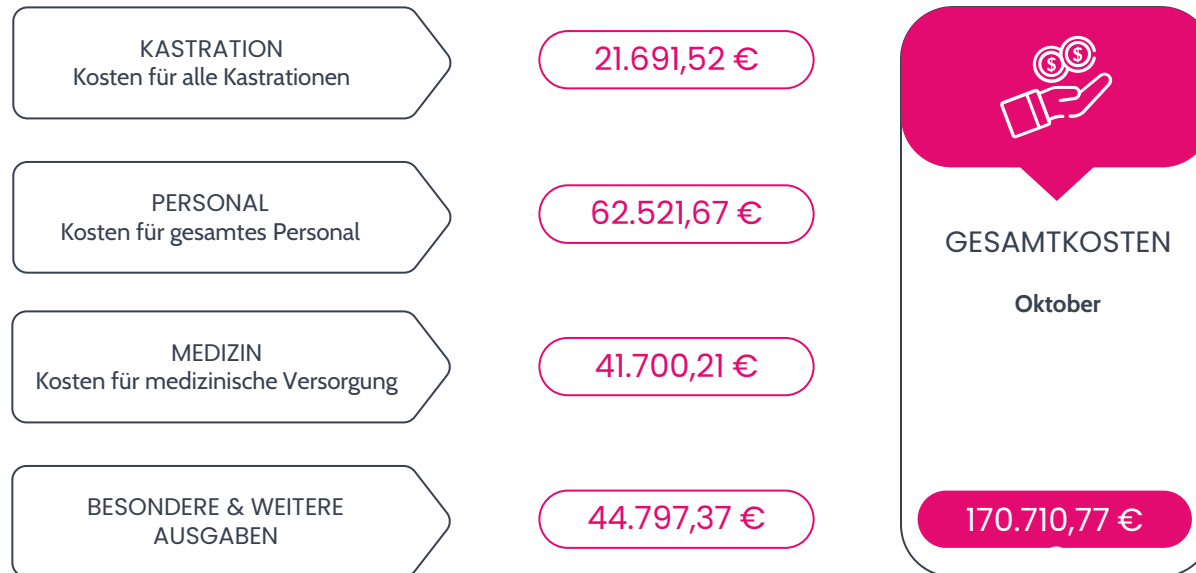 KASTRATION
Kosten für alle Kastrationen
21.691,52 €
PERSONAL
Kosten für gesamtes Personal
62.521,67 €
MEDIZIN
Kosten für medizinische Versorgung
41.700,21 €
BESONDERE & WEITERE
AUSGABEN
44.797,37 €
$ $
GESAMTKOSTEN
Oktober
170.710,77 €